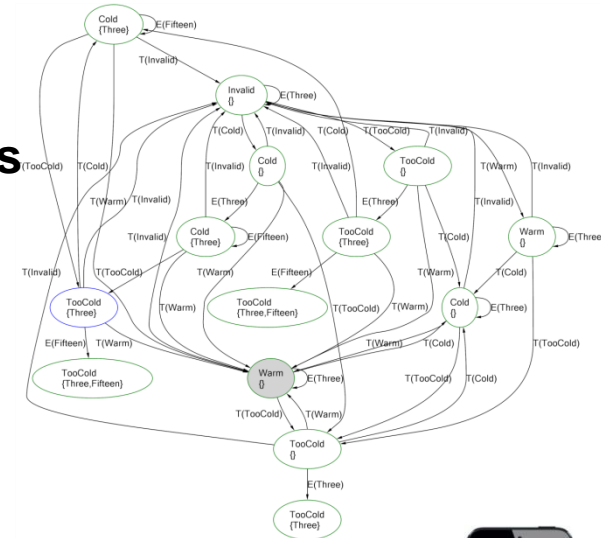 Cold
{Three}
E(Fifteen)
T(Invalid)
Invalid
{}
E(Three)
T(Cold)
T(Invalid)
T(Cold)
T(TooCold)
T(Invalid)
s
T(TooCold)
T(Cold)
Cold
{}
TooCold
{}
T(Invalid)
T(Invalid)
T(Warm)
T(Invalid)
E(Three)
E(Three)
T(Warm)
T(Invalid)
T(Invalid)
Cold
{Three}
E(Fifteen)
TooCold
{Three}
T(Invalid)
T(Cold)
Warm
{}
E(Three)
T(Invalid)
T(TooCold)
T(Warm)
E(Fifteen)
T(Warm)
T(Cold)
TooCold
{Three}
T(Warm)
TooCold
{Three,Fifteen}
T(TooCold)
T(Warm)
Cold
{}
E(Three)
E(Fifteen)
T(Warm)
T(Warm)
T(Cold)
T(TooCold)
TooCold
{Three,Fifteen}
Warm
{}
E(Three)
T(TooCold)
T(Cold)
T(TooCold)
T(Warm)
TooCold
{}
E(Three)
TooCold
{Three}